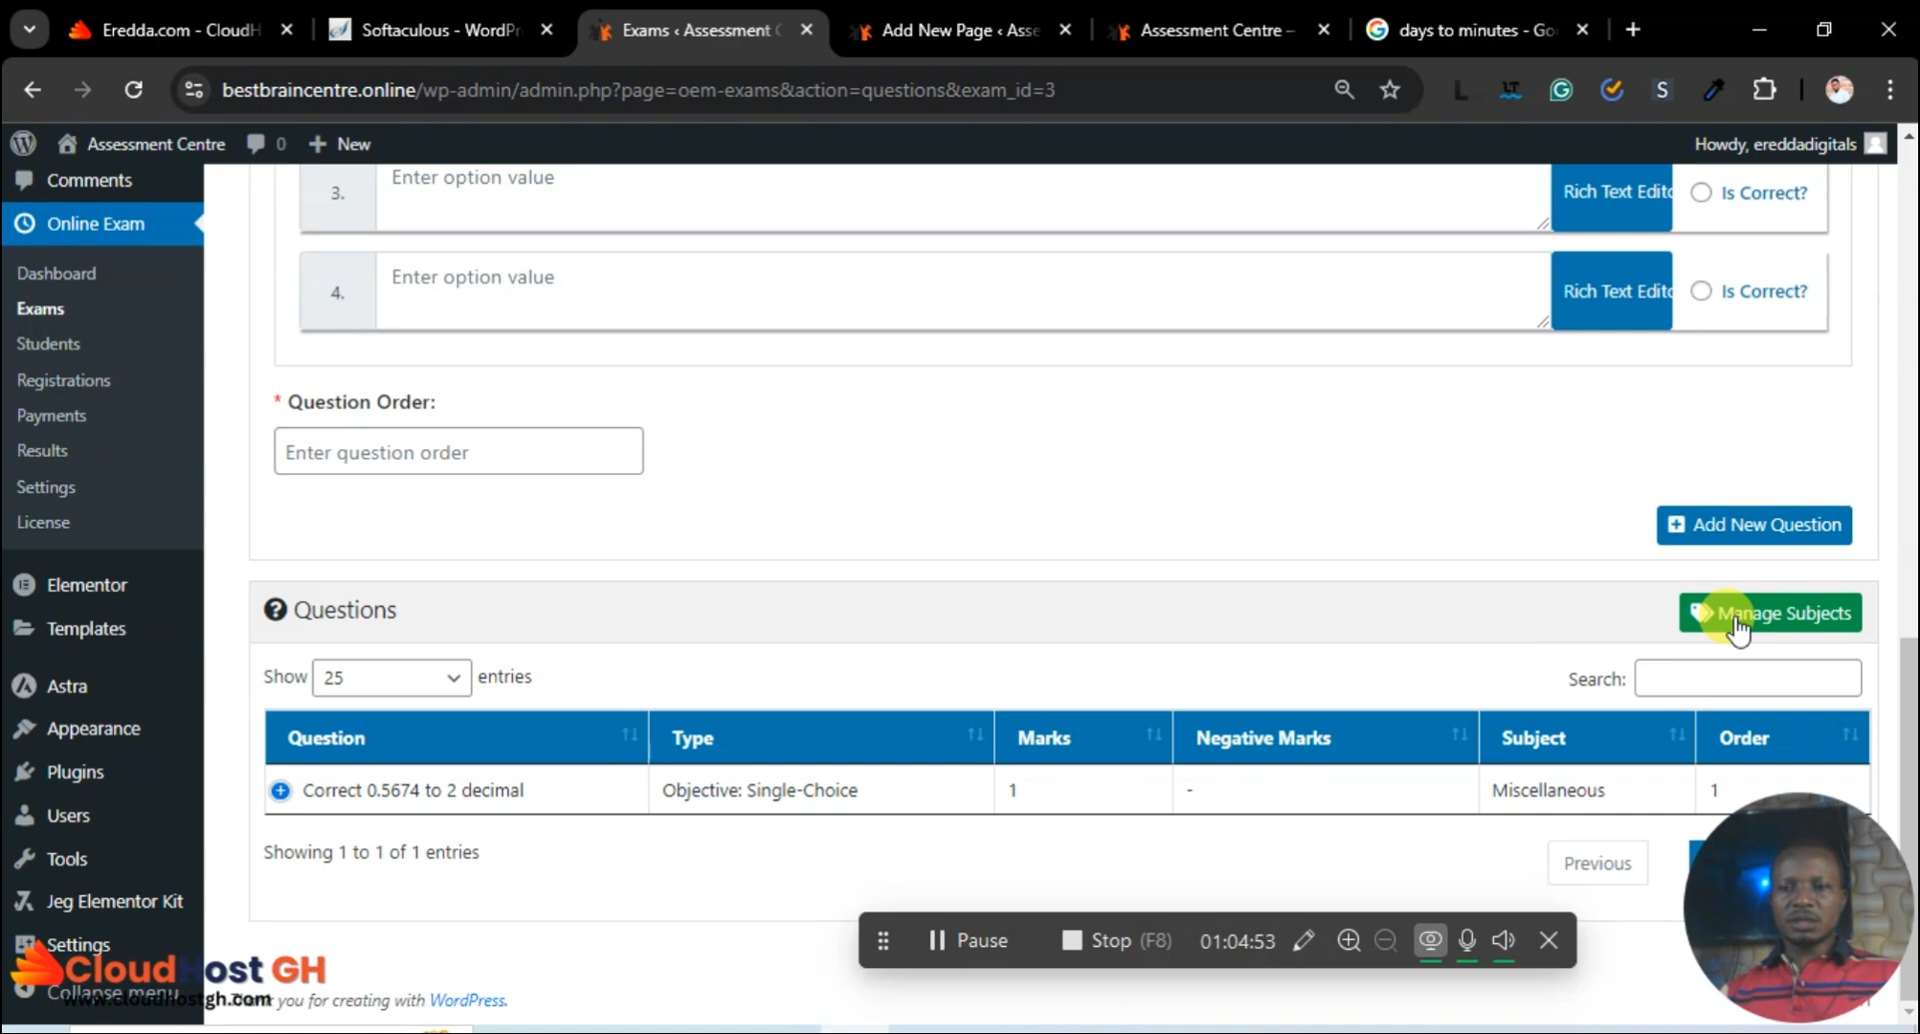 Eredda.com - CloudH
Softaculous - WordPr
Exams ‹ Assessment C
Add New Page ‹ Asse
Assessment Centre –
days to minutes - Go
bestbraincentre.online/wp-admin/admin.php?page=oem-exams&action=questions&exam_id=3
Assessment Centre
0
New
Howdy, ereddadigitals
Comments
Online Exam
Dashboard
Exams
Students
Registrations
Payments
Results
Settings
License
Elementor
Templates
Astra
Appearance
Plugins
Users
Tools
Jeg Elementor Kit
Settings
Collapse menu
3.
Enter option value
Rich Text Edito
Is Correct?
4.
Enter option value
Rich Text Edito
Is Correct?
* Question Order:
Enter question order
Add New Question
Questions
Manage Subjects
Show 25 entries
Search:
Question Type Marks Negative Marks Subject Order
Correct 0.5674 to 2 decimal Objective: Single-Choice 1 - Miscellaneous 1
Showing 1 to 1 of 1 entries
Previous
Pause
Stop (F8)
01:04:53
CloudHost GH
www.cloudhostgh.com
you for creating with WordPress.